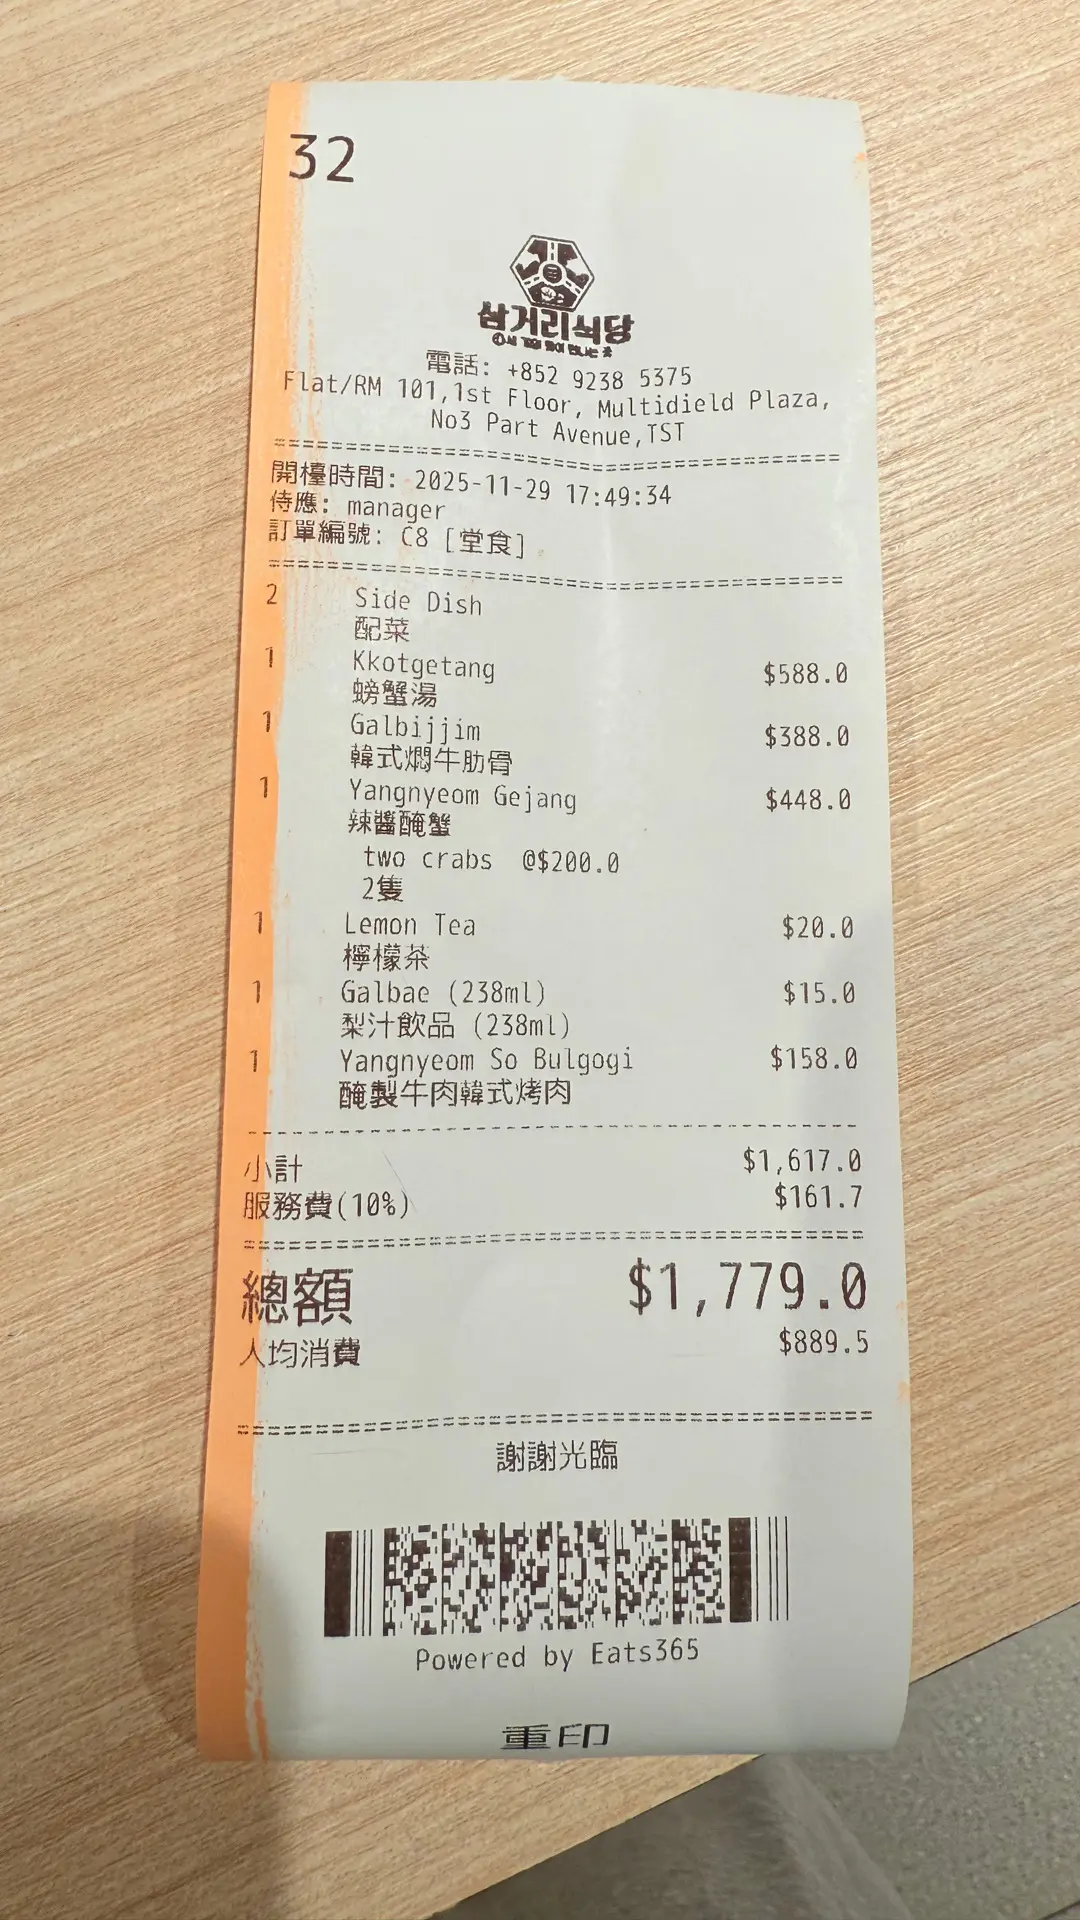 32
삼거리식당
電話: +852 9238 5375
Flat/RM 101,1st Floor, Multidield Plaza,
No3 Part Avenue,TST
開檯時間: 2025-11-29 17:49:34
侍應: manager
訂單編號: C8 [堂食]
2 Side Dish
配菜
1 Kkotgetang $588.0
螃蟹湯
1 Galbijjim $388.0
韓式燜牛肋骨
1 Yangnyeom Gejang $448.0
辣醬醃蟹
two crabs @$200.0
2隻
1 Lemon Tea $20.0
檸檬茶
1 Galbae (238ml) $15.0
梨汁飲品 (238ml)
1 Yangnyeom So Bulgogi $158.0
醃製牛肉韓式烤肉
小計 $1,617.0
服務費(10%) $161.7
總額 $1,779.0
人均消費 $889.5
謝謝光臨
Powered by Eats365
重印